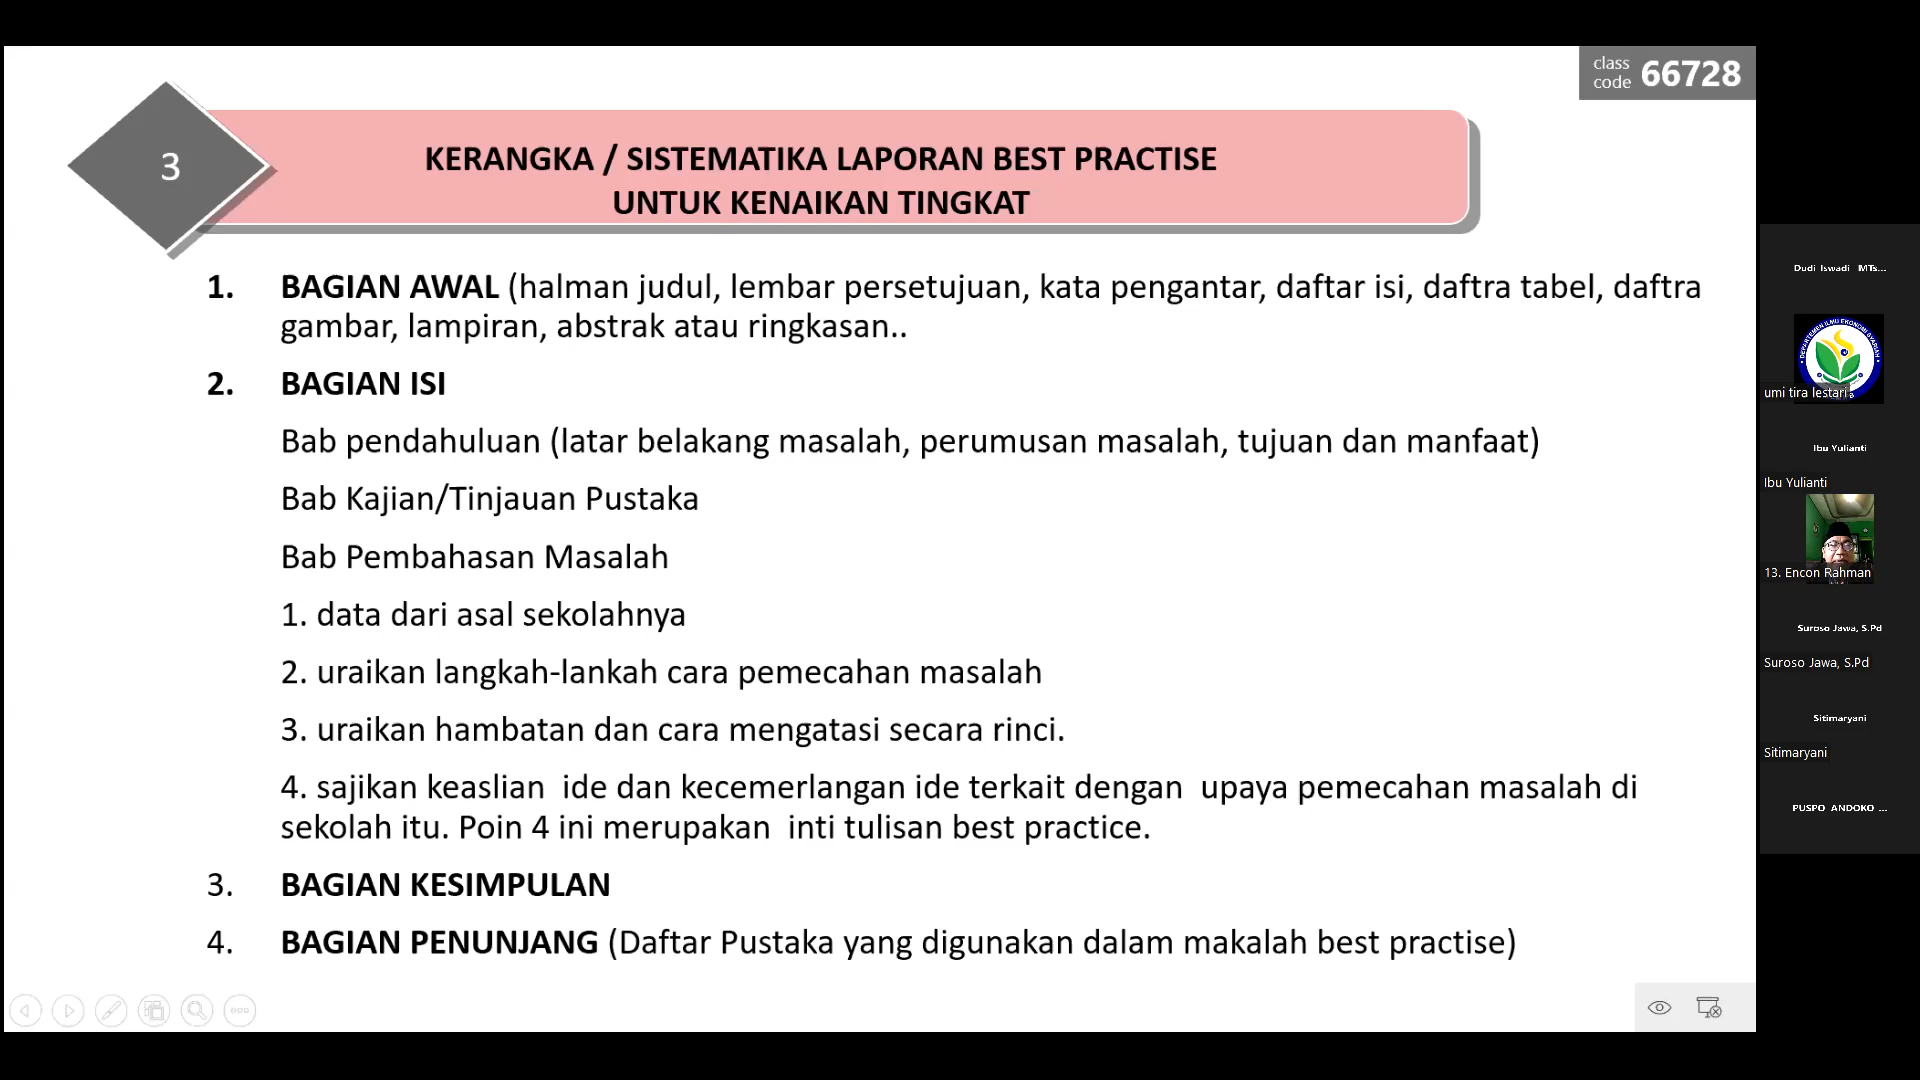 class
code 66728
3
KERANGKA / SISTEMATIKA LAPORAN BEST PRACTISE
UNTUK KENAIKAN TINGKAT
1. BAGIAN AWAL (halman judul, lembar persetujuan, kata pengantar, daftar isi, daftra tabel, daftra
gambar, lampiran, abstrak atau ringkasan..
2. BAGIAN ISI
Bab pendahuluan (latar belakang masalah, perumusan masalah, tujuan dan manfaat)
Bab Kajian/Tinjauan Pustaka
Bab Pembahasan Masalah
1. data dari asal sekolahnya
2. uraikan langkah-lankah cara pemecahan masalah
3. uraikan hambatan dan cara mengatasi secara rinci.
4. sajikan keaslian ide dan kecemerlangan ide terkait dengan upaya pemecahan masalah di
sekolah itu. Poin 4 ini merupakan inti tulisan best practice.
3. BAGIAN KESIMPULAN
4. BAGIAN PENUNJANG (Daftar Pustaka yang digunakan dalam makalah best practise)
Dudi Iswadi MTs...
DEPARTEMEN ILMU EKONOMI SYARIAH
umi tira lestari
Ibu Yulianti
Ibu Yulianti
13. Encon Rahman
Suroso Jawa, S.Pd
Suroso Jawa, S.Pd
Sitimaryani
Sitimaryani
PUSPO ANDOKO ...